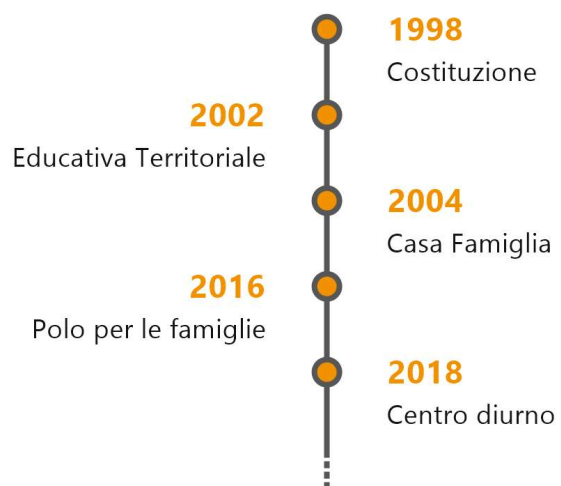 1998
Costituzione
2002
Educativa Territoriale
2004
Casa Famiglia
2016
Polo per le famiglie
2018
Centro diurno